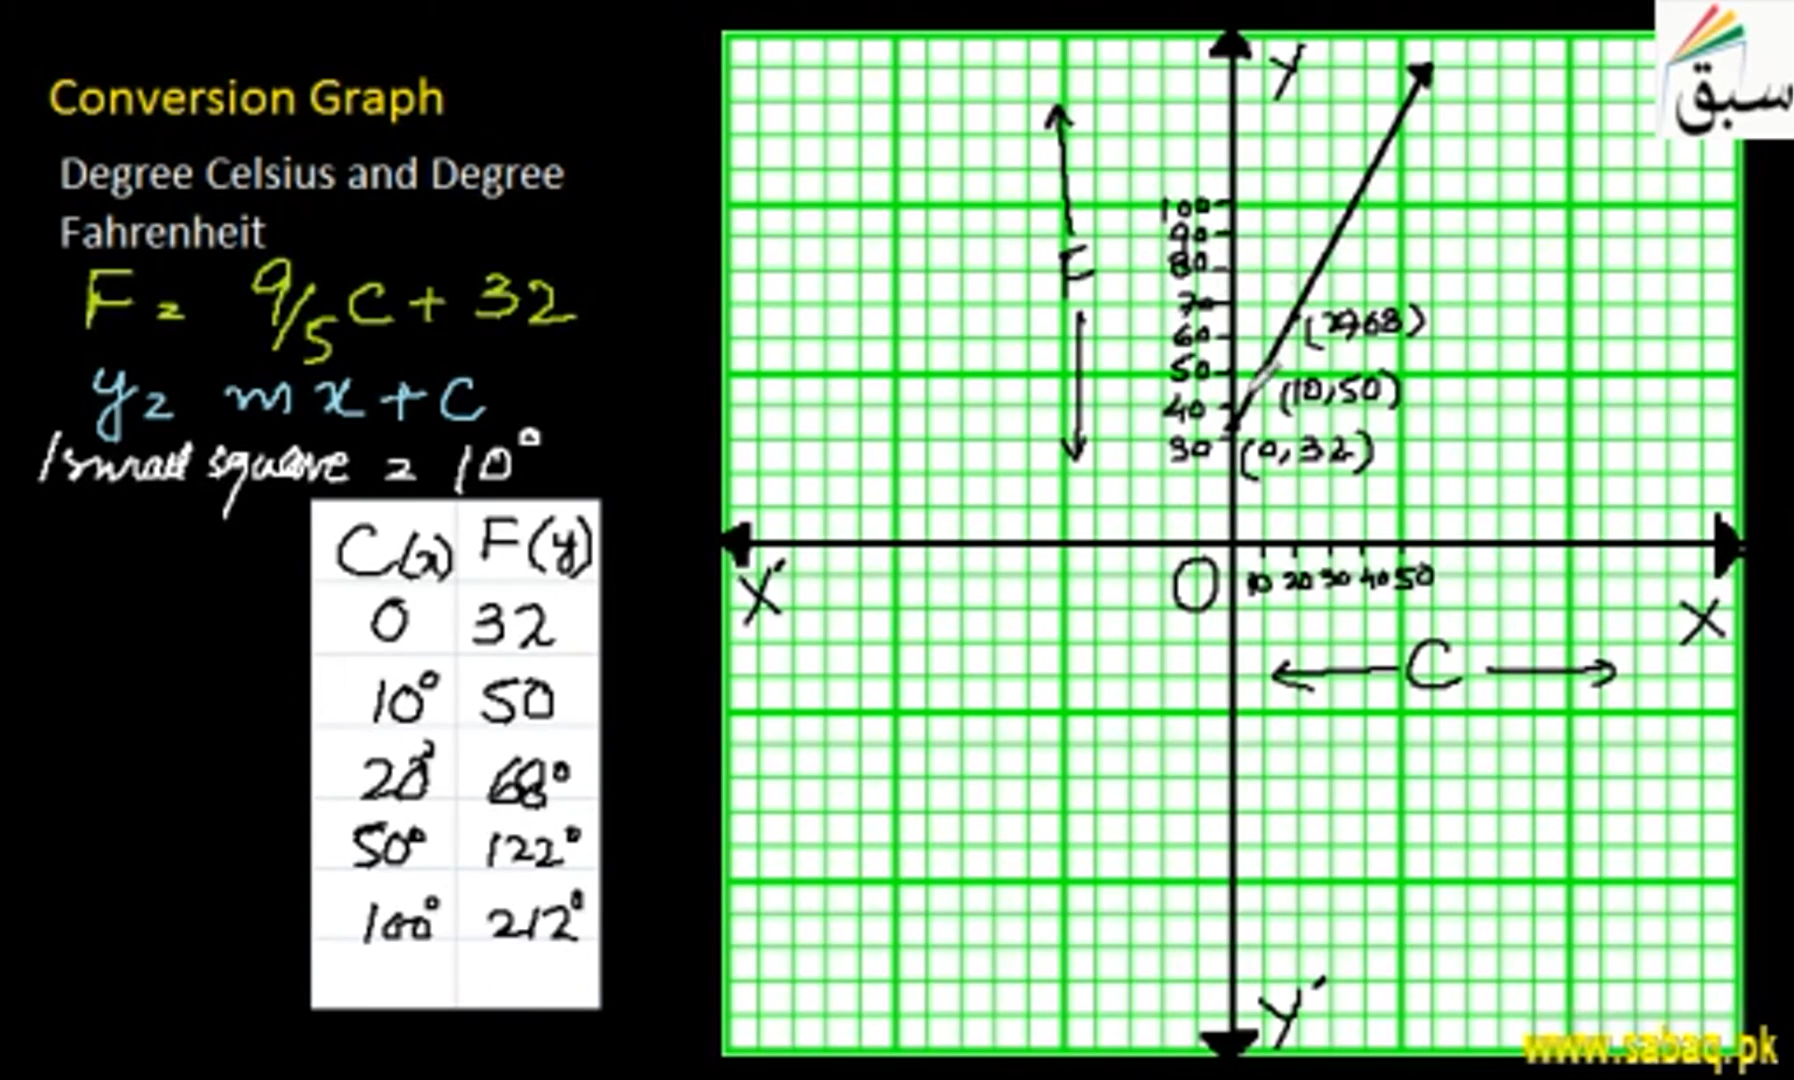 سبق
Conversion Graph
Degree Celsius and Degree
Fahrenheit
F = 9/5 C + 32
y = mx + c
1 small square = 10°
C(x) F(y)
0 32
10° 50
20° 68°
50° 122°
100° 212°
Y
F
100
90
80
70
60
50
40
30
(68)
(10,50)
(0,32)
X'
O
10 20 30 40 50
X
C
Y'
www.sabaq.pk